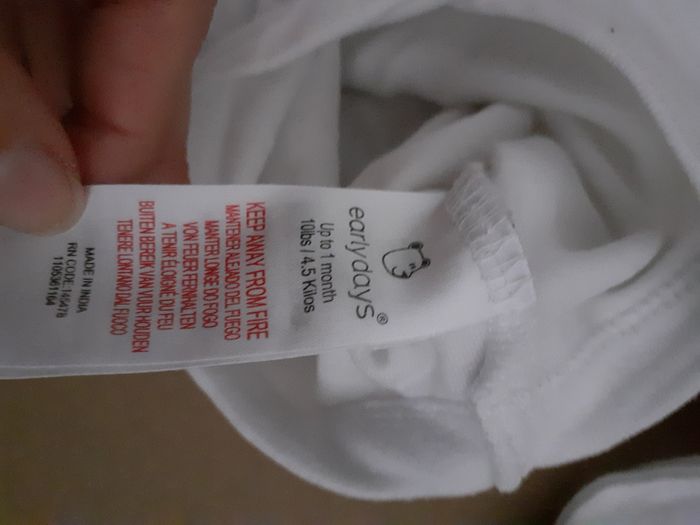 earlydays®
Up to 1 month
10lbs / 4.5 Kilos
KEEP AWAY FROM FIRE
MANTENER ALEJADO DEL FUEGO
MANTER LONGE DO FOGO
VON FEUER FERNHALTEN
A TENIR ÉLOIGNÉ DU FEU
BUITEN BEREIK VAN VUUR HOUDEN
TENERE LONTANO DAL FUOCO
MADE IN INDIA
RN CODE: 149478